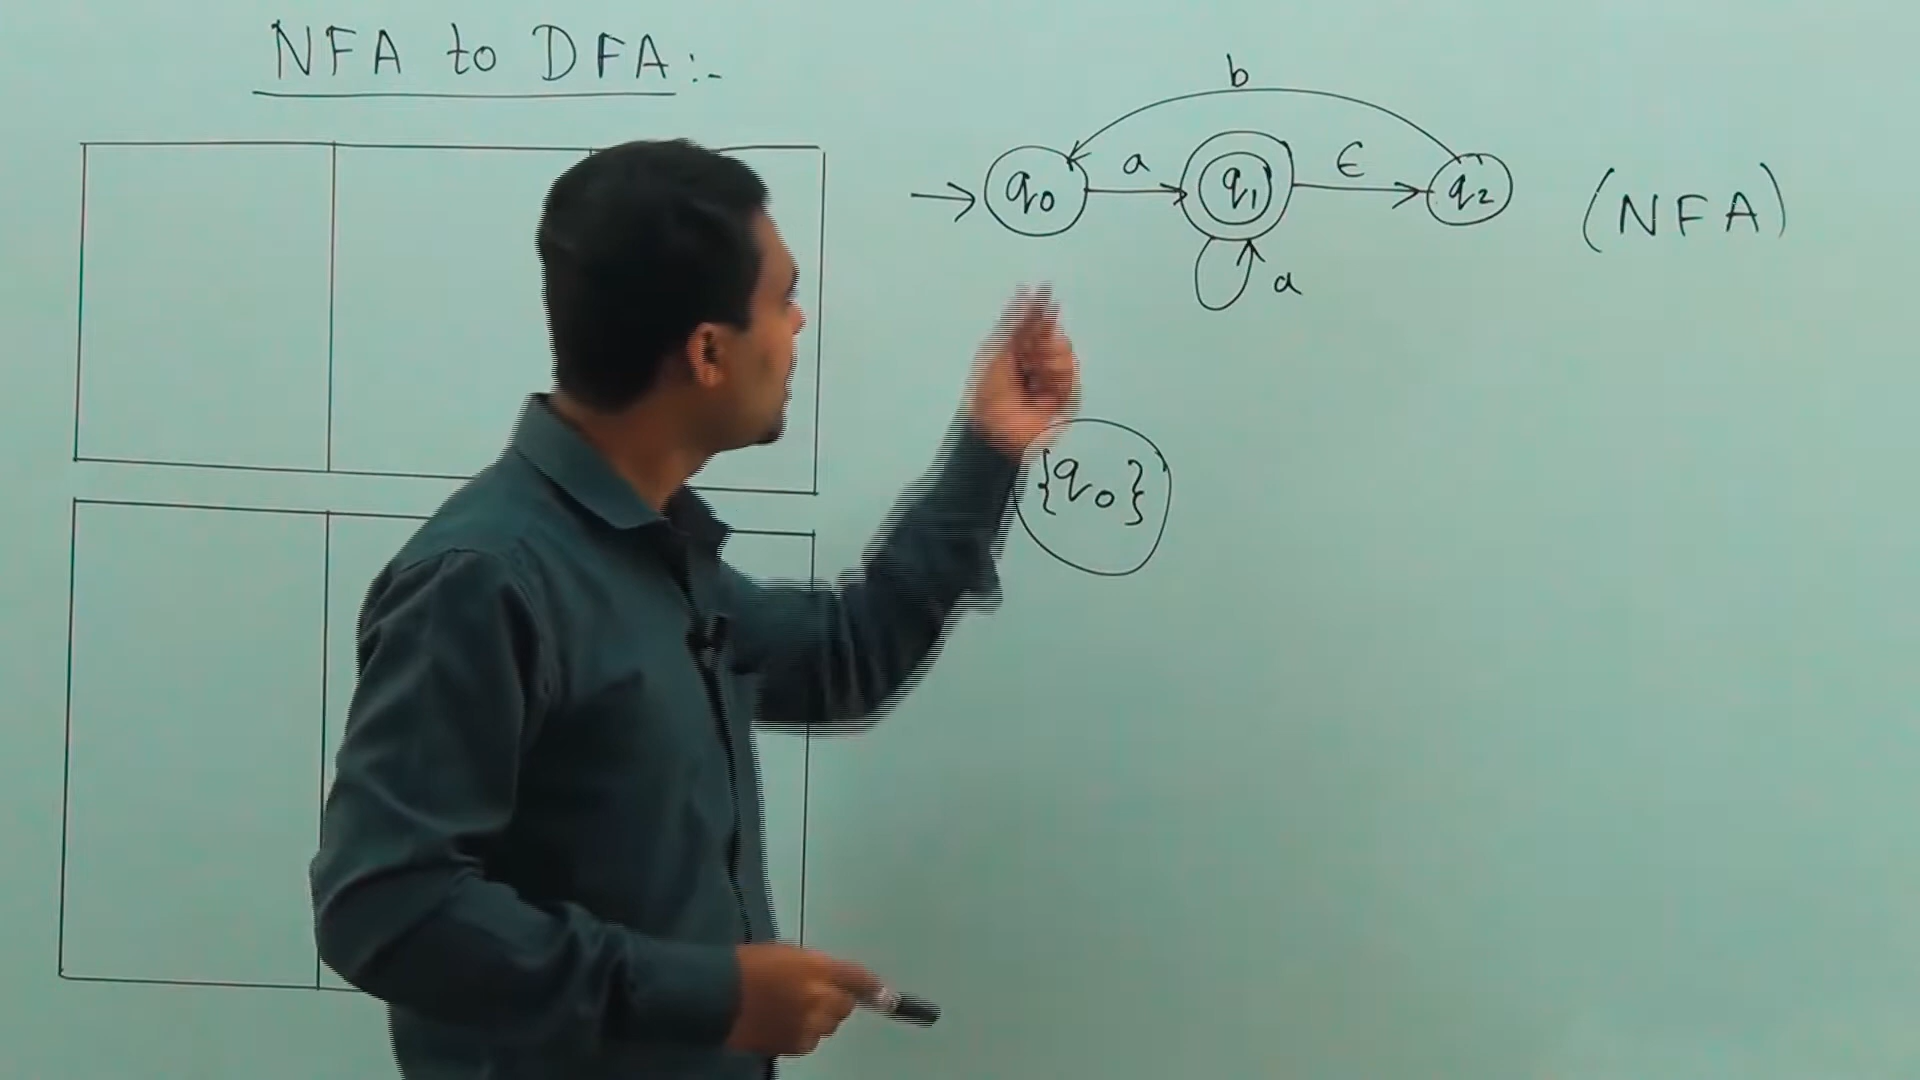 NFA to DFA:-
b
q0 a q1 ϵ q2 (NFA)
a
{q0}